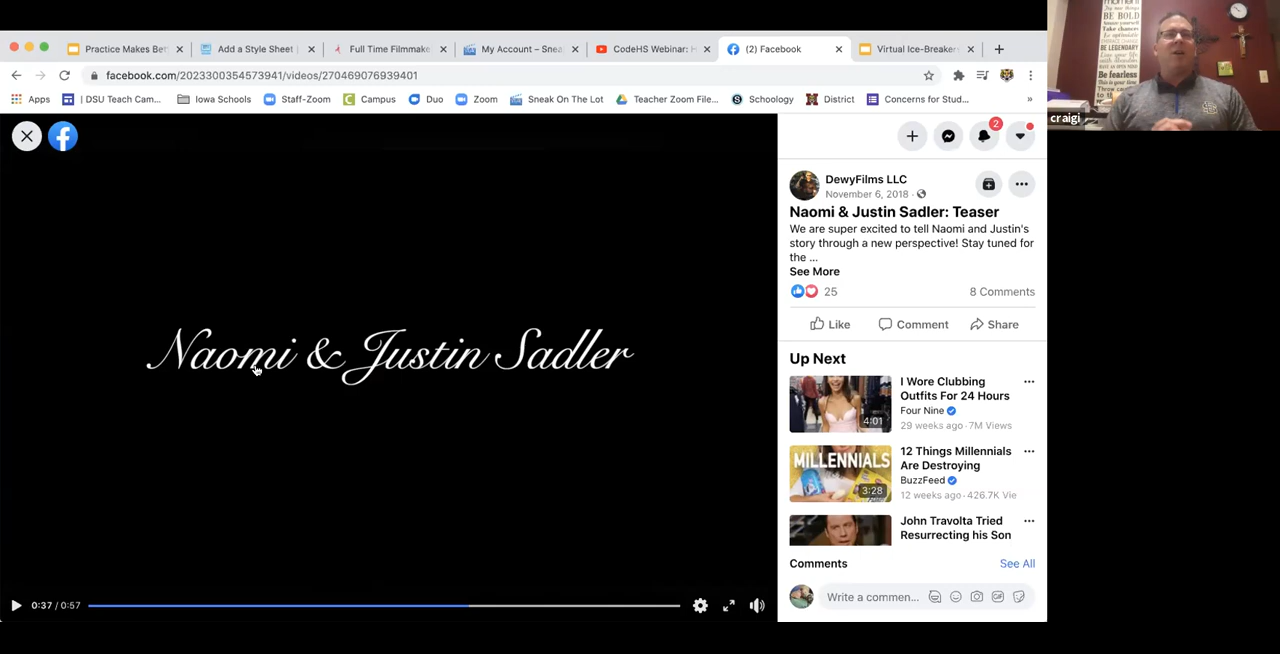 Practice Makes Bet
Add a Style Sheet
Full Time Filmmake
My Account – Snea
CodeHS Webinar: H
(2) Facebook
Virtual Ice-Breaker
facebook.com/2023300354573941/videos/270469076939401
Apps
| DSU Teach Cam...
Iowa Schools
Staff-Zoom
Campus
Duo
Zoom
Sneak On The Lot
Teacher Zoom File...
Schoology
District
Concerns for Stud...
»
BE BOLD
BE LEGENDARY
Be fearless
craigi
2
DewyFilms LLC
November 6, 2018 ·
Naomi & Justin Sadler: Teaser
We are super excited to tell Naomi and Justin's
story through a new perspective! Stay tuned for
the ...
See More
25
8 Comments
Like
Comment
Share
Naomi & Justin Sadler
Up Next
I Wore Clubbing
Outfits For 24 Hours
Four Nine
29 weeks ago · 7M Views
4:01
12 Things Millennials
Are Destroying
BuzzFeed
12 weeks ago · 426.7K Vie
MILLENNIALS
3:28
John Travolta Tried
Resurrecting his Son
Comments
See All
Write a commen...
GIF
0:37 / 0:57